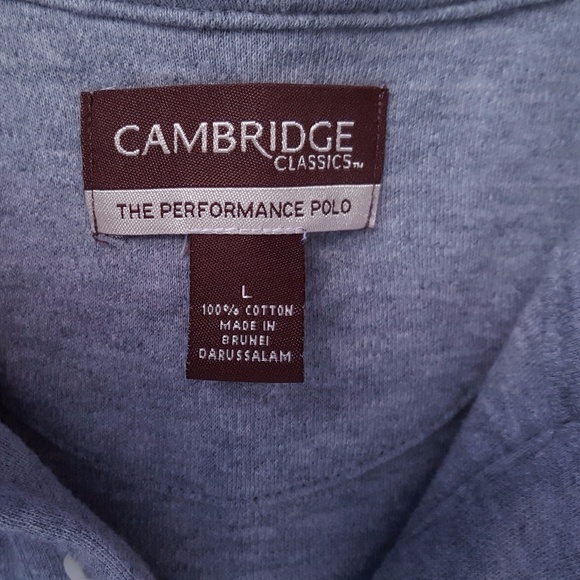 CAMBRIDGE
CLASSICS™
THE PERFORMANCE POLO
L
100% COTTON
MADE IN
BRUNEI
DARUSSALAM